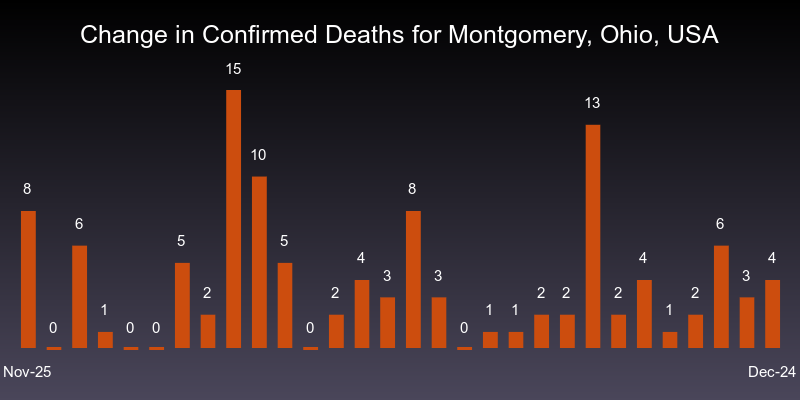 Change in Confirmed Deaths for Montgomery, Ohio, USA
8 0 6 1 0 0 5 2 15 10 5 0 2 4 3 8 3 0 1 1 2 2 13 2 4 1 2 6 3 4
Nov-25 Dec-24